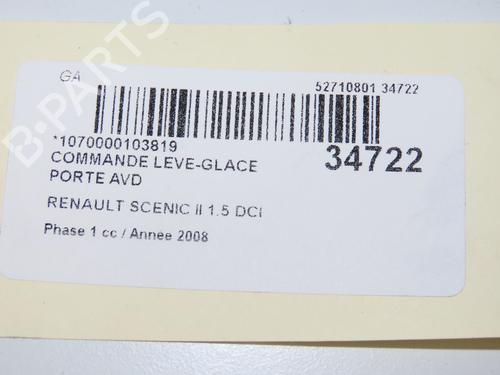 B-PARTS
GA
52710801 34722
*1070000103819
34722
COMMANDE LEVE-GLACE
PORTE AVD
RENAULT SCENIC II 1.5 DCI
Phase 1 cc / Année 2008